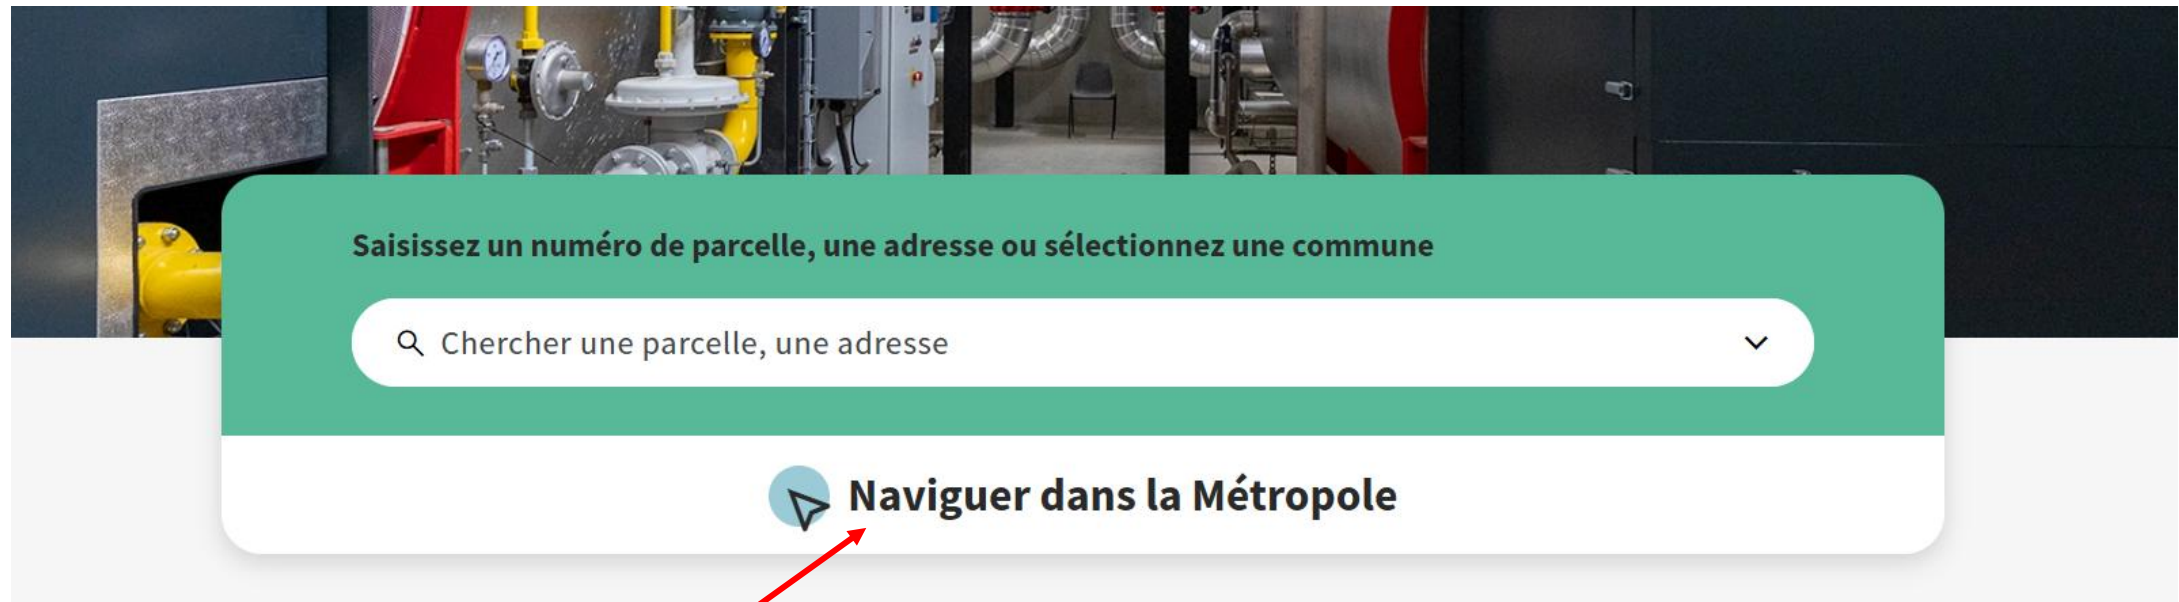 Saisissez un numéro de parcelle, une adresse ou sélectionnez une commune
Chercher une parcelle, une adresse
Naviguer dans la Métropole